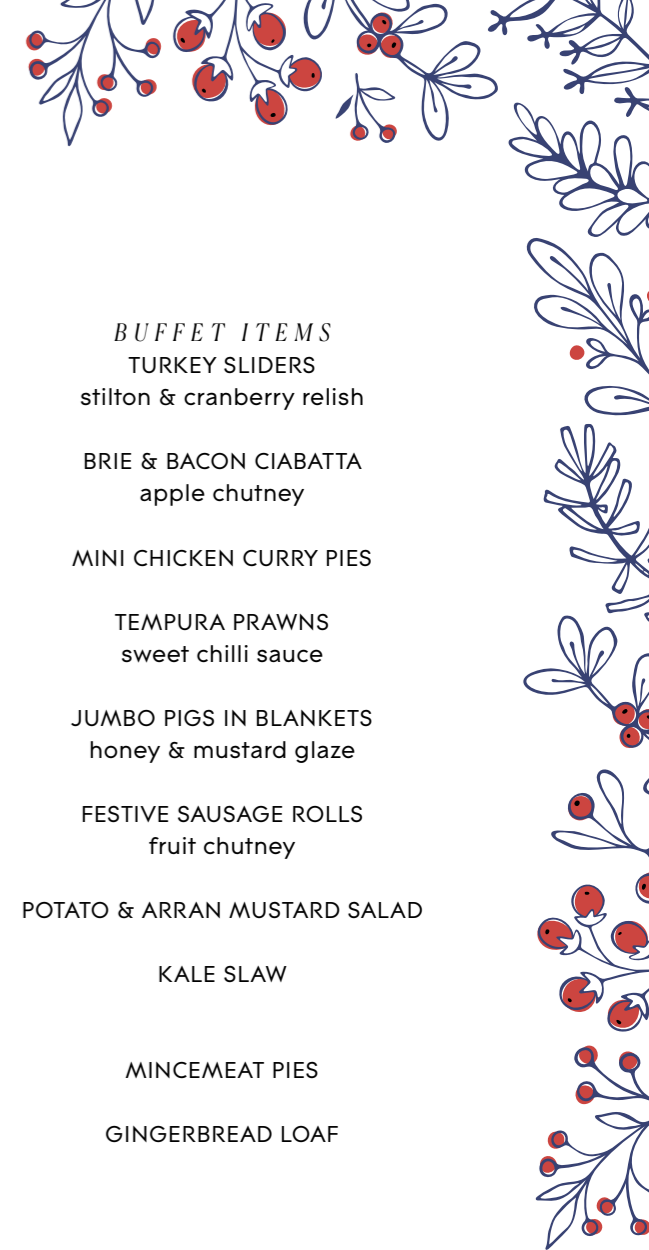 BUFFET ITEMS
TURKEY SLIDERS
stilton & cranberry relish
BRIE & BACON CIABATTA
apple chutney
MINI CHICKEN CURRY PIES
TEMPURA PRAWNS
sweet chilli sauce
JUMBO PIGS IN BLANKETS
honey & mustard glaze
FESTIVE SAUSAGE ROLLS
fruit chutney
POTATO & ARRAN MUSTARD SALAD
KALE SLAW
MINCEMEAT PIES
GINGERBREAD LOAF